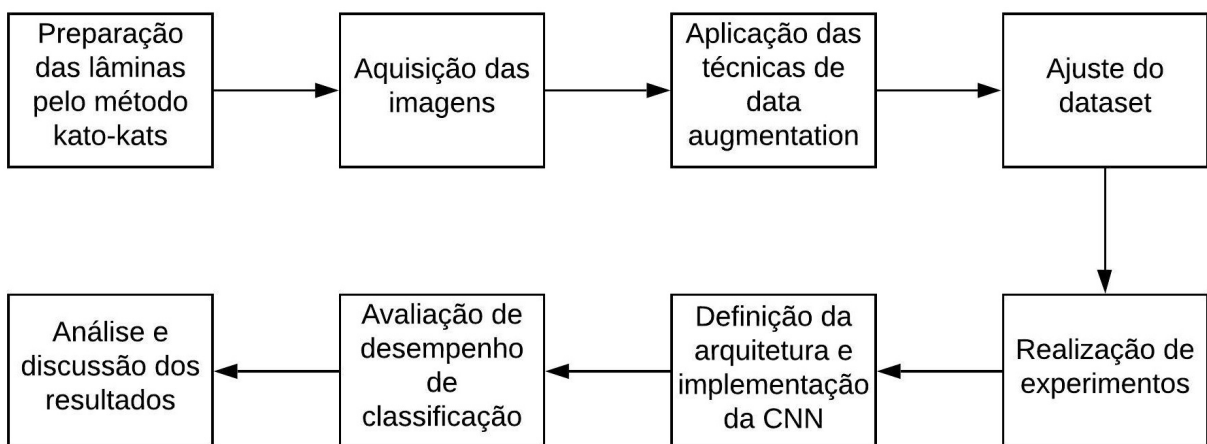 Preparação
das lâminas
pelo método
kato-kats
Aquisição das
imagens
Aplicação das
técnicas de
data
augmentation
Ajuste do
dataset
Realização de
experimentos
Definição da
arquitetura e
implementação
da CNN
Avaliação de
desempenho
de
classificação
Análise e
discussão dos
resultados